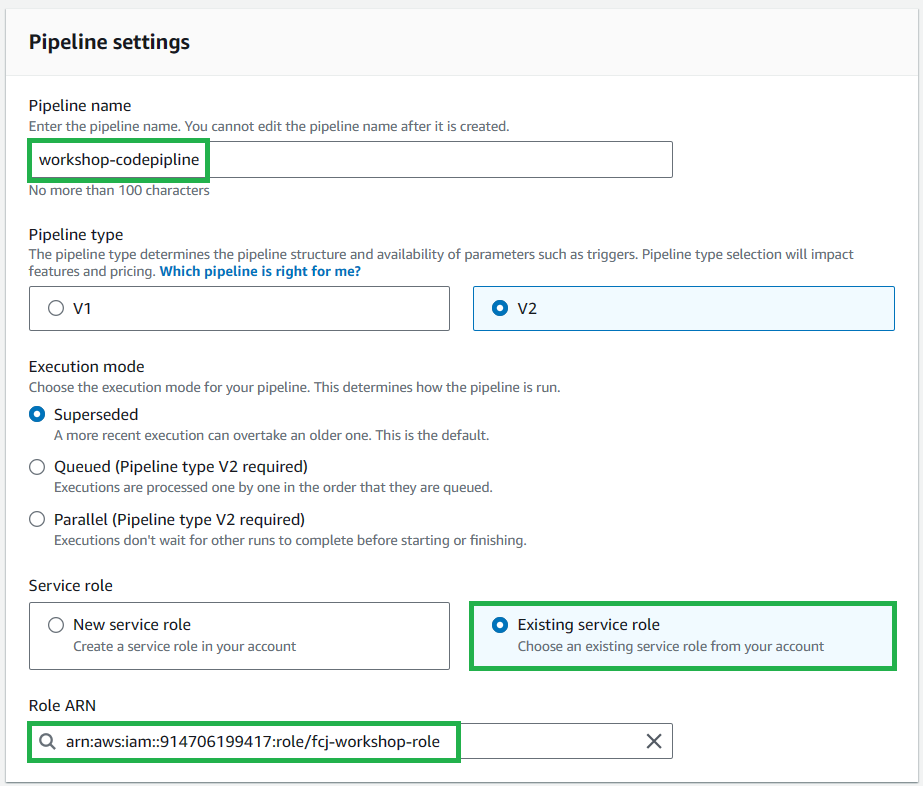 Pipeline settings
Pipeline name
Enter the pipeline name. You cannot edit the pipeline name after it is created.
workshop-codepipline
No more than 100 characters
Pipeline type
The pipeline type determines the pipeline structure and availability of parameters such as triggers. Pipeline type selection will impact
features and pricing. Which pipeline is right for me?
V1
V2
Execution mode
Choose the execution mode for your pipeline. This determines how the pipeline is run.
Superseded
A more recent execution can overtake an older one. This is the default.
Queued (Pipeline type V2 required)
Executions are processed one by one in the order that they are queued.
Parallel (Pipeline type V2 required)
Executions don't wait for other runs to complete before starting or finishing.
Service role
New service role
Create a service role in your account
Existing service role
Choose an existing service role from your account
Role ARN
arn:aws:iam::914706199417:role/fcj-workshop-role